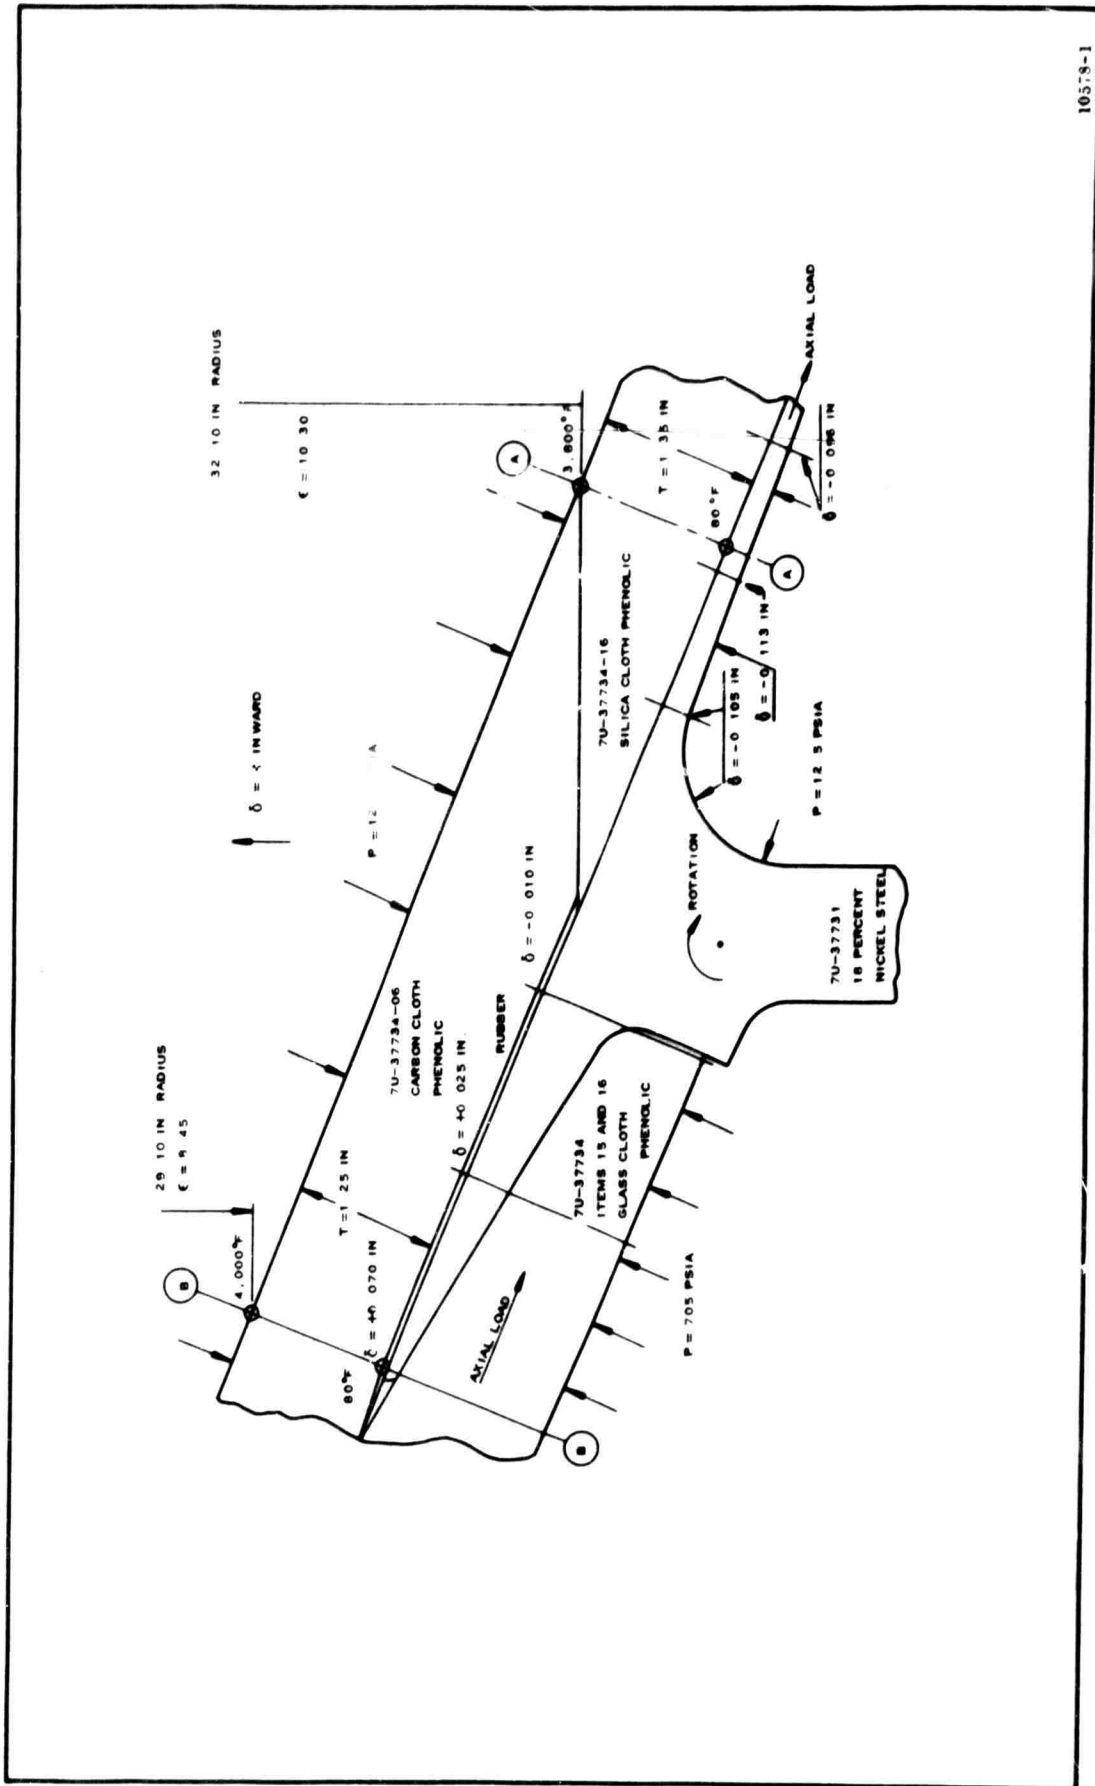 10578-1
32 10 IN RADIUS
ϵ = 10 30
δ = < INWARD
29 10 IN RADIUS
4,000°F
P = 12
3,800°F
A
B
7U-37734-06
CARBON CLOTH
PHENOLIC
T = 1 25 IN
T = 1 35 IN
80°F
7U-37734-16
SILICA CLOTH PHENOLIC
A
80°F
δ = +0 070 IN
δ = +0 025 IN
RUBBER
δ = -0 010 IN
AXIAL LOAD
δ = -0 113 IN
δ = -0 105 IN
ROTATION
P = 12 5 PSIA
7U-37734
ITEMS 15 AND 16
GLASS CLOTH
PHENOLIC
AXIAL LOAD
B
P = 705 PSIA
7U-37731
18 PERCENT
NICKEL STEEL